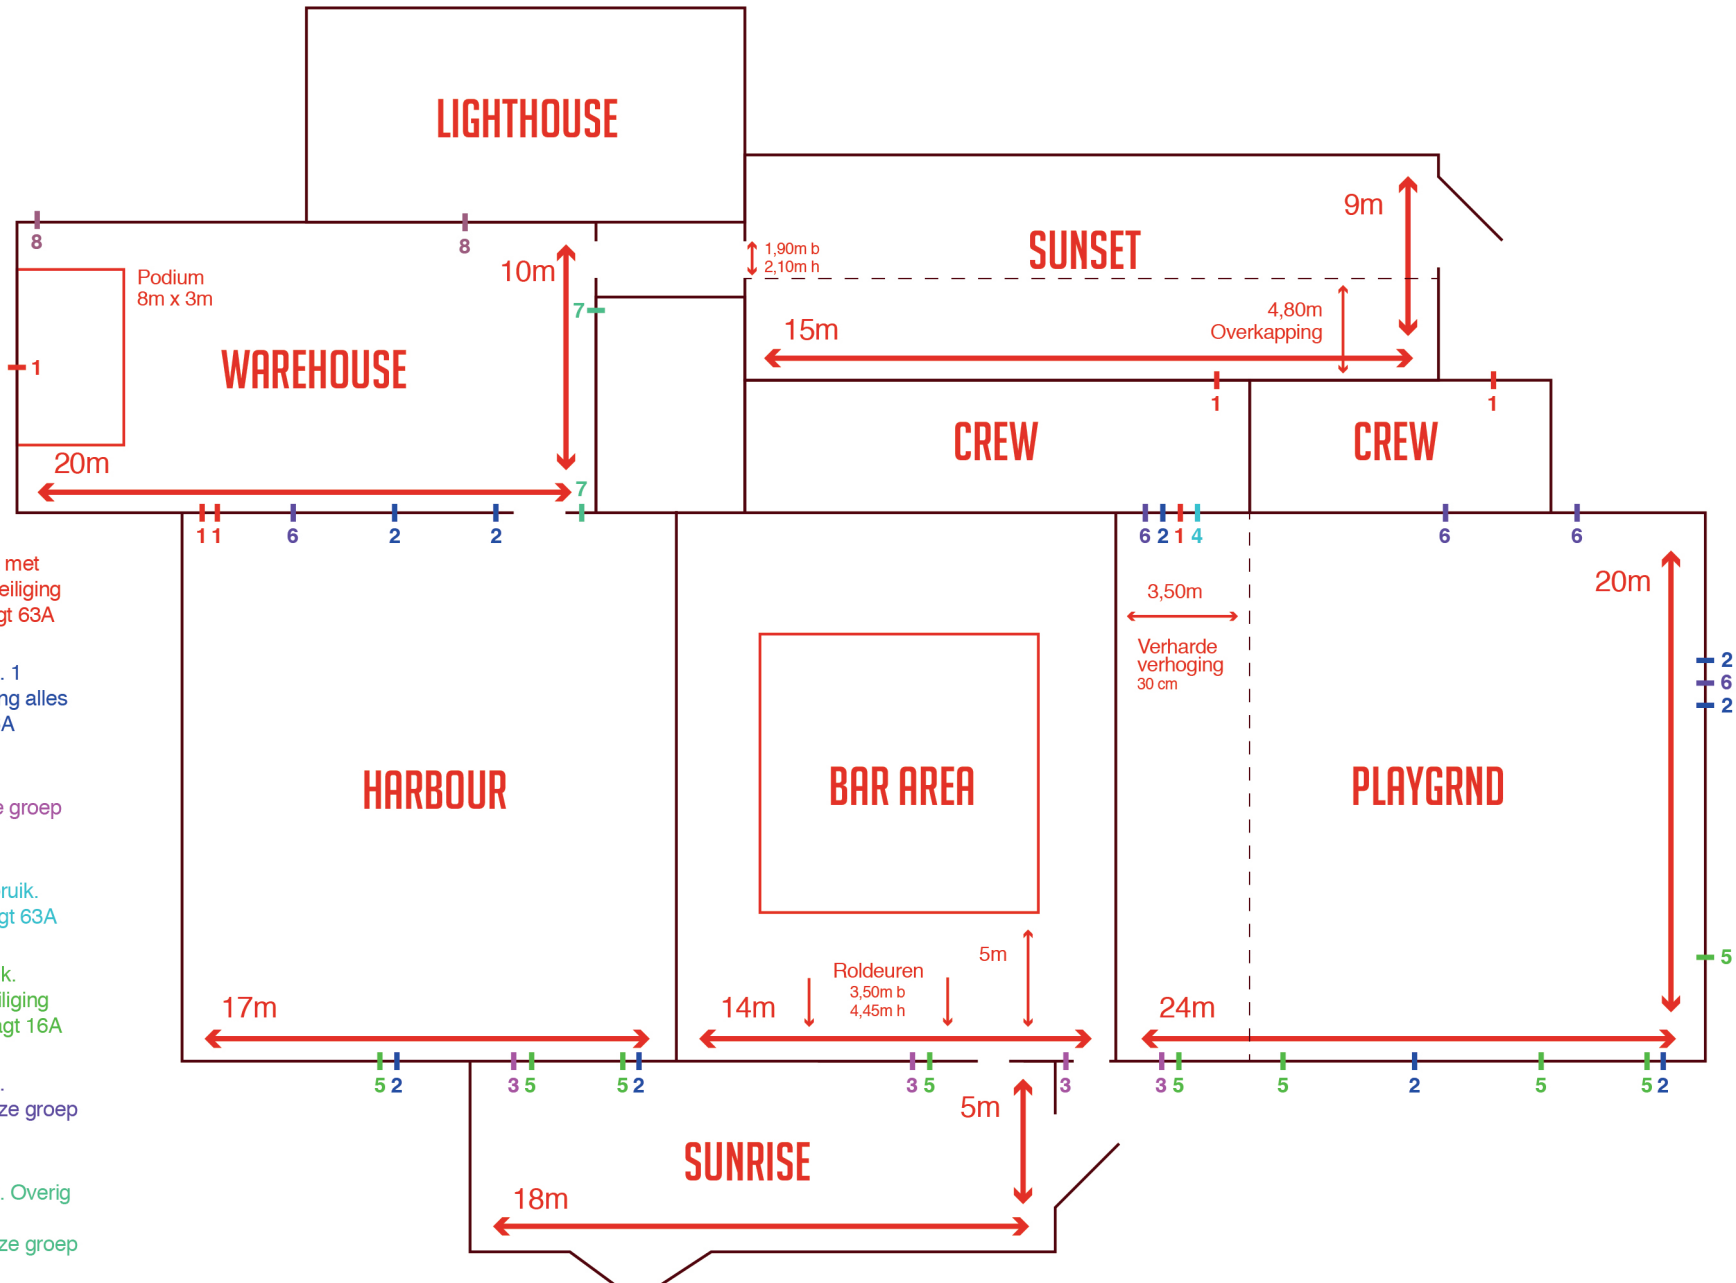 LIGHTHOUSE
9m
SUNSET
8
8
1,90m b
2,10m h
10m
Podium
8m x 3m
7
4,80m
Overkapping
15m
WAREHOUSE
1
1
1
CREW
CREW
20m
7
1 1
6
2
2
6 2 1 4
6
6
met
eiliging
gt 63A
20m
3,50m
Verharde
verhoging
30 cm
. 1
ng alles
A
2
6
2
HARBOUR
BAR AREA
PLAYGRND
e groep
ruik.
gt 63A
5m
5
k.
iliging
agt 16A
Roldeuren
3,50m b
4,45m h
17m
14m
24m
5 2
3 5
5 2
3 5
3
3 5
5
2
5
5 2
.
ze groep
5m
SUNRISE
. Overig
18m
ze groep